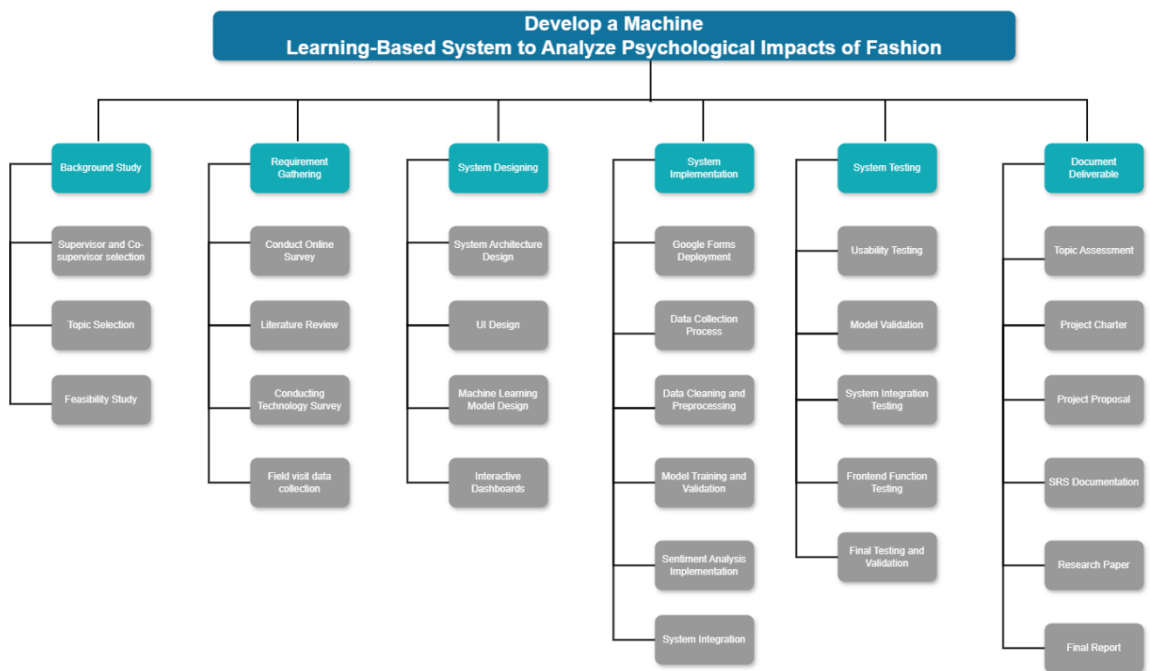 Develop a Machine
Learning-Based System to Analyze Psychological Impacts of Fashion
Background Study
Supervisor and Co-
supervisor selection
Topic Selection
Feasibility Study
Requirement
Gathering
Conduct Online
Survey
Literature Review
Conducting
Technology Survey
Field visit data
collection
System Designing
System Architecture
Design
UI Design
Machine Learning
Model Design
Interactive
Dashboards
System
Implementation
Google Forms
Deployment
Data Collection
Process
Data Cleaning and
Preprocessing
Model Training and
Validation
Sentiment Analysis
Implementation
System Integration
System Testing
Usability Testing
Model Validation
System Integration
Testing
Frontend Function
Testing
Final Testing and
Validation
Document
Deliverable
Topic Assessment
Project Charter
Project Proposal
SRS Documentation
Research Paper
Final Report